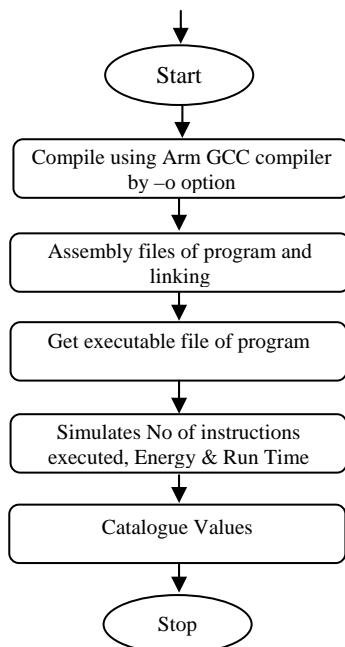 Start
Compile using Arm GCC compiler
by –o option
Assembly files of program and
linking
Get executable file of program
Simulates No of instructions
executed, Energy & Run Time
Catalogue Values
Stop